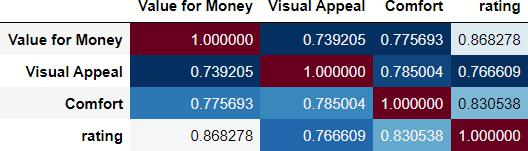 Value for Money Visual Appeal Comfort rating
Value for Money 1.000000 0.739205 0.775693 0.868278
Visual Appeal 0.739205 1.000000 0.785004 0.766609
Comfort 0.775693 0.785004 1.000000 0.830538
rating 0.868278 0.766609 0.830538 1.000000